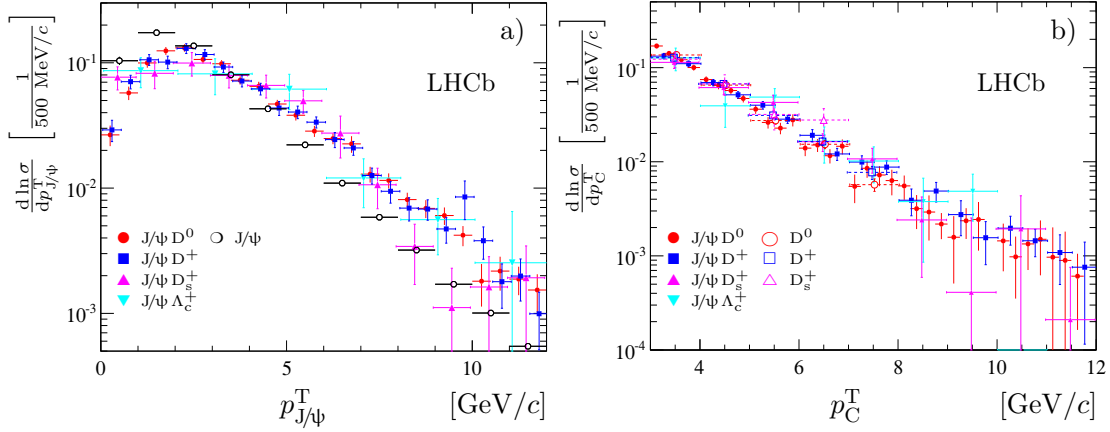 a)
LHCb
d ln σ / dp^T_J/ψ [1 / 500 MeV/c]
10^-1
10^-2
10^-3
J/ψ D^0
J/ψ
J/ψ D^+
J/ψ D_s^+
J/ψ Λ_c^+
0 5 10
p^T_J/ψ [GeV/c]
b)
LHCb
d ln σ / dp^T_C [1 / 500 MeV/c]
1
10^-1
10^-2
10^-3
10^-4
J/ψ D^0
D^0
J/ψ D^+
D^+
J/ψ D_s^+
D_s^+
J/ψ Λ_c^+
4 6 8 10 12
p^T_C [GeV/c]